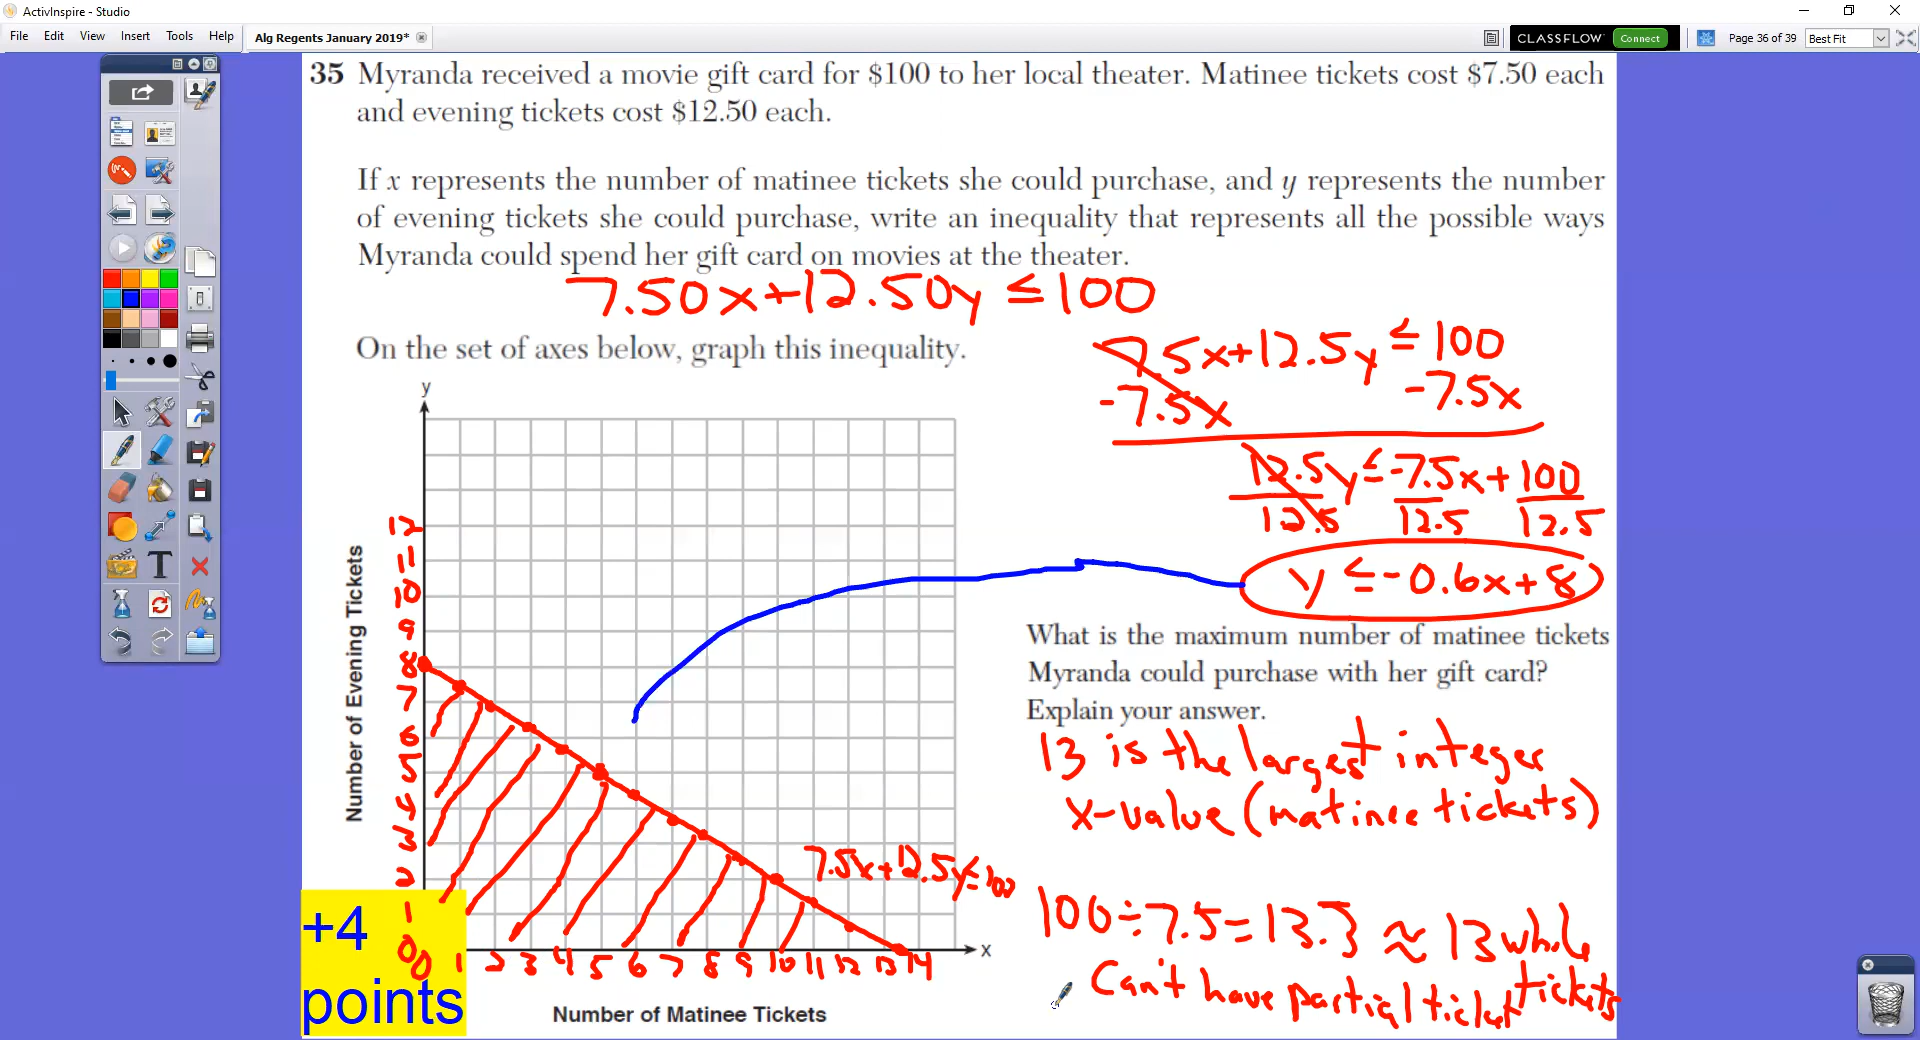 ActivInspire - Studio
File Edit View Insert Tools Help
Alg Regents January 2019*
CLASSFLOW Connect
Page 36 of 39 Best Fit
35 Myranda received a movie gift card for $100 to her local theater. Matinee tickets cost $7.50 each
and evening tickets cost $12.50 each.
If x represents the number of matinee tickets she could purchase, and y represents the number
of evening tickets she could purchase, write an inequality that represents all the possible ways
Myranda could spend her gift card on movies at the theater.
7.50x+12.50y ≤ 100
On the set of axes below, graph this inequality.
7.5x+12.5y ≤ 100
-7.5x -7.5x
12.5y ≤ -7.5x + 100
12.5 12.5 12.5
y ≤ -0.6x+8
y
12
11
10
9
8
7
6
5
4
3
2
1
0
0 1 2 3 4 5 6 7 8 9 10 11 12 13 14
x
7.5x+12.5y≤100
Number of Evening Tickets
Number of Matinee Tickets
+4
points
What is the maximum number of matinee tickets
Myranda could purchase with her gift card?
Explain your answer.
13 is the largest integer
x-value (matinee tickets)
100÷7.5=13.3 ≈ 13 whole
tickets
Can't have partial ticket